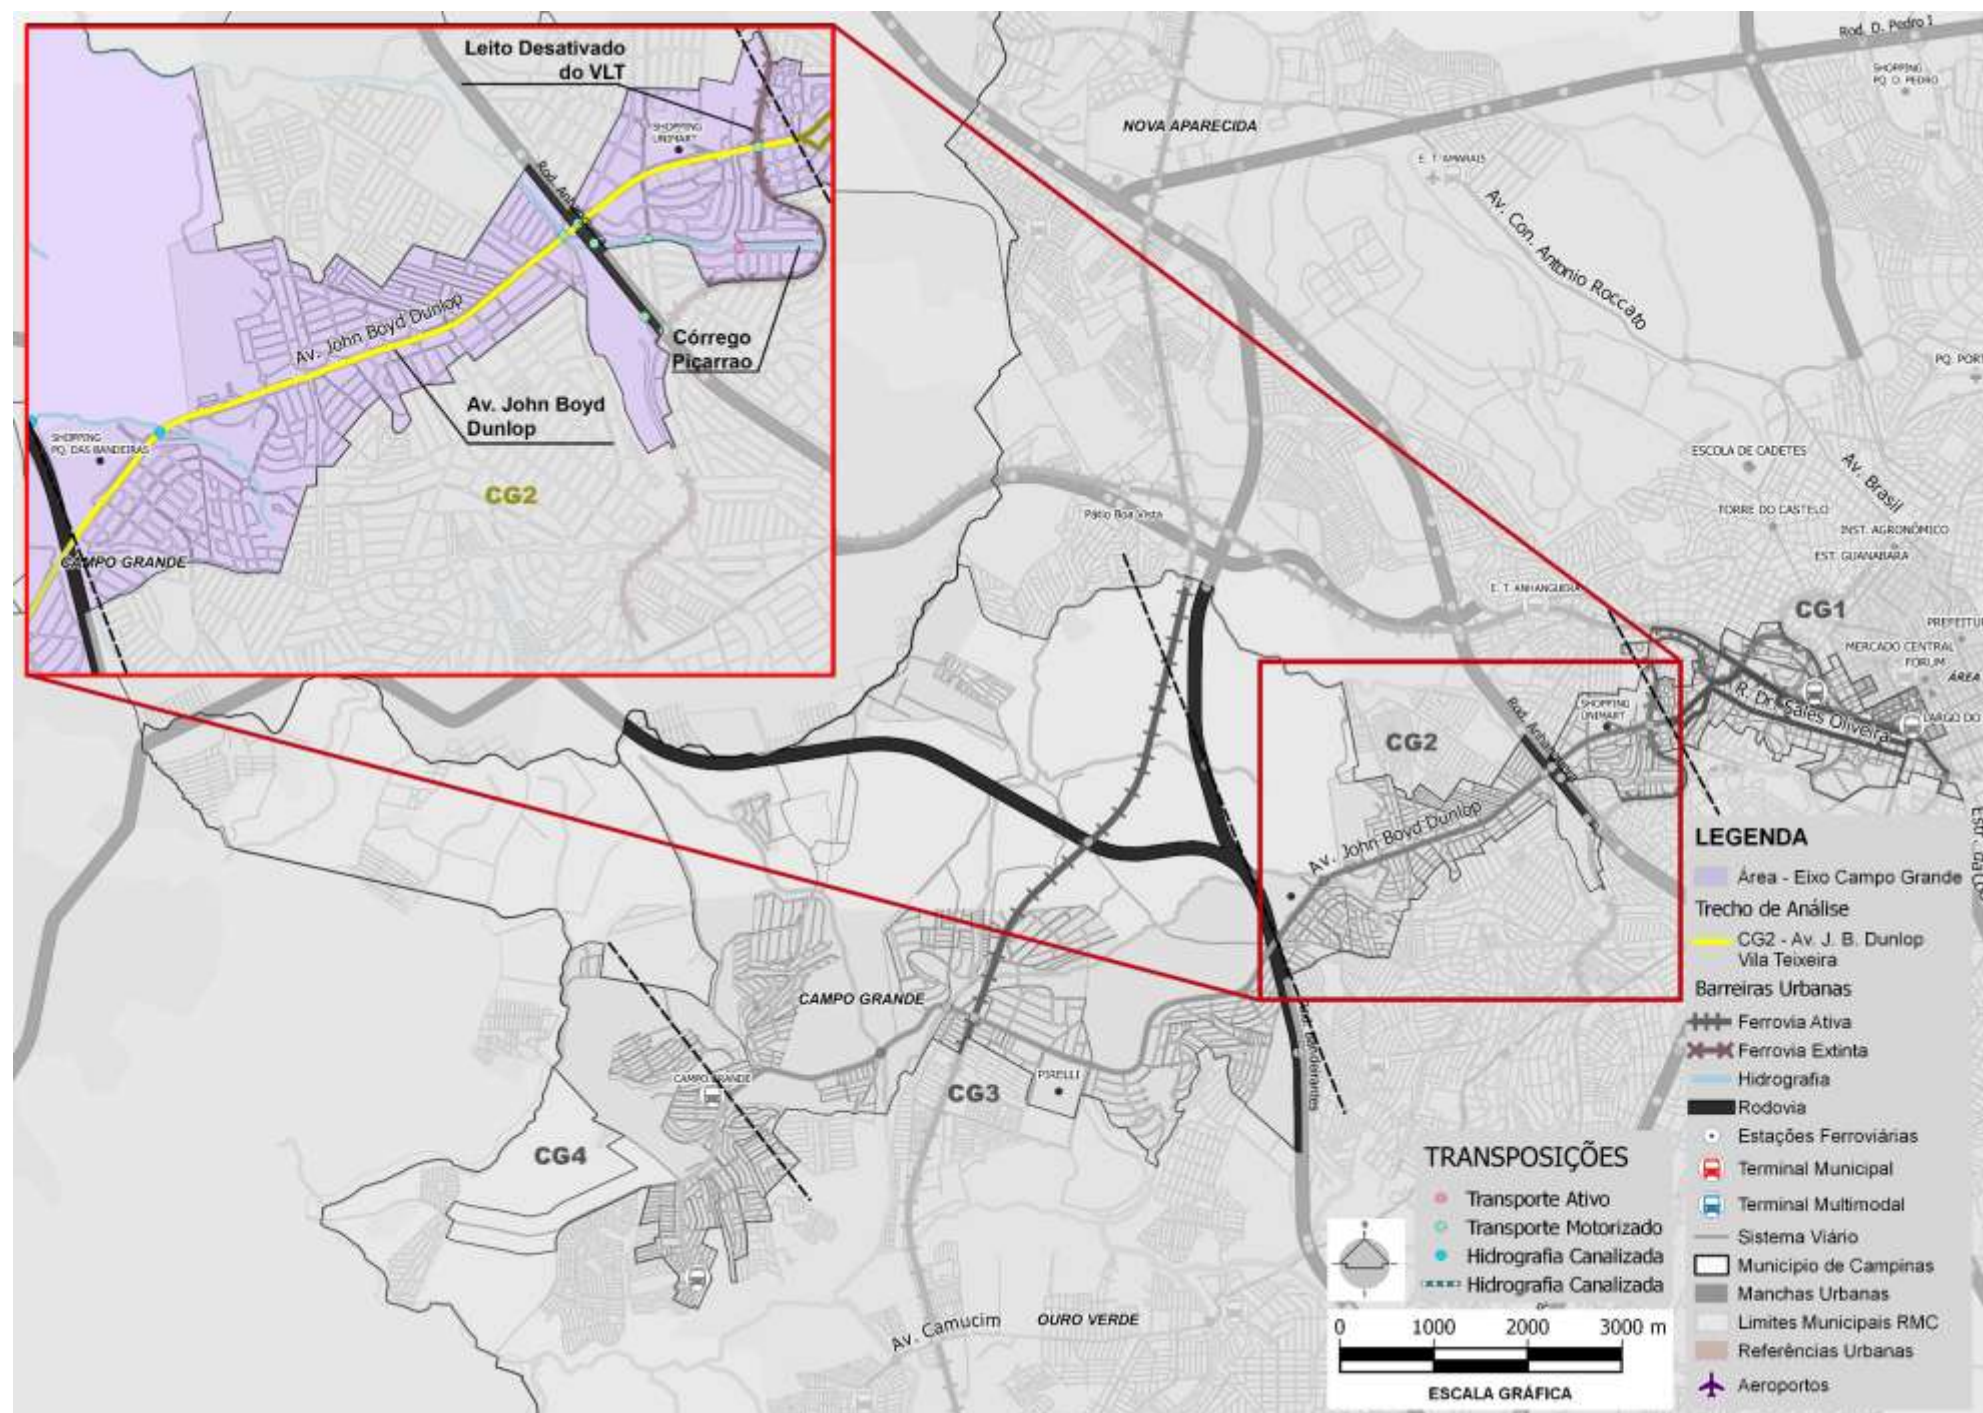 Leito Desativado
do VLT
SHOPPING
UNIMART
Av. John Boyd Dunlop
Córrego
Piçarrao
Av. John Boyd
Dunlop
SHOPPING
PQ. DAS BANDEIRAS
CG2
CAMPO GRANDE
Rod. D. Pedro I
SHOPPING
PQ. D. PEDRO
NOVA APARECIDA
E. T. AMARAIS
Av. Con. Antonio Roccato
ESCOLA DE CADETES
Av. Brasil
TORRE DO CASTELO
INST. AGRONÔMICO
EST. GUANABARA
Pátio Boa Vista
E. T. ANHANGUERA
CG1
MERCADO CENTRAL
FORUM
R. Dr. Sales Oliveira
LARGO DO
SHOPPING
UNIMART
CG2
Av. John Boyd Dunlop
CAMPO GRANDE
CAMPO GRANDE
PIRELLI
CG3
CG4
Rod. Bandeirantes
Av. Camucim
OURO VERDE
LEGENDA
Área - Eixo Campo Grande
Trecho de Análise
CG2 - Av. J. B. Dunlop
Vila Teixeira
Barreiras Urbanas
Ferrovia Ativa
Ferrovia Extinta
Hidrografia
Rodovia
Estações Ferroviárias
Terminal Municipal
Terminal Multimodal
Sistema Viário
Município de Campinas
Manchas Urbanas
Limites Municipais RMC
Referências Urbanas
Aeroportos
TRANSPOSIÇÕES
Transporte Ativo
Transporte Motorizado
Hidrografia Canalizada
Hidrografia Canalizada
0 1000 2000 3000 m
ESCALA GRÁFICA